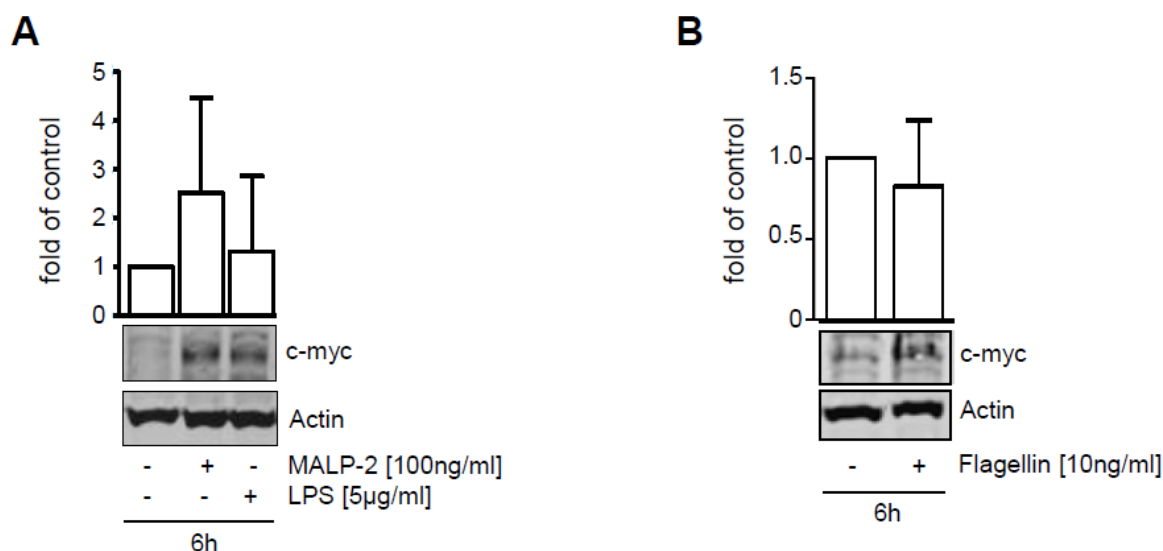 A
fold of control
5
4
3
2
1
0
c-myc
Actin
- + - MALP-2 [100ng/ml]
- - + LPS [5µg/ml]
6h
B
fold of control
1.5
1.0
0.5
0
c-myc
Actin
- + Flagellin [10ng/ml]
6h